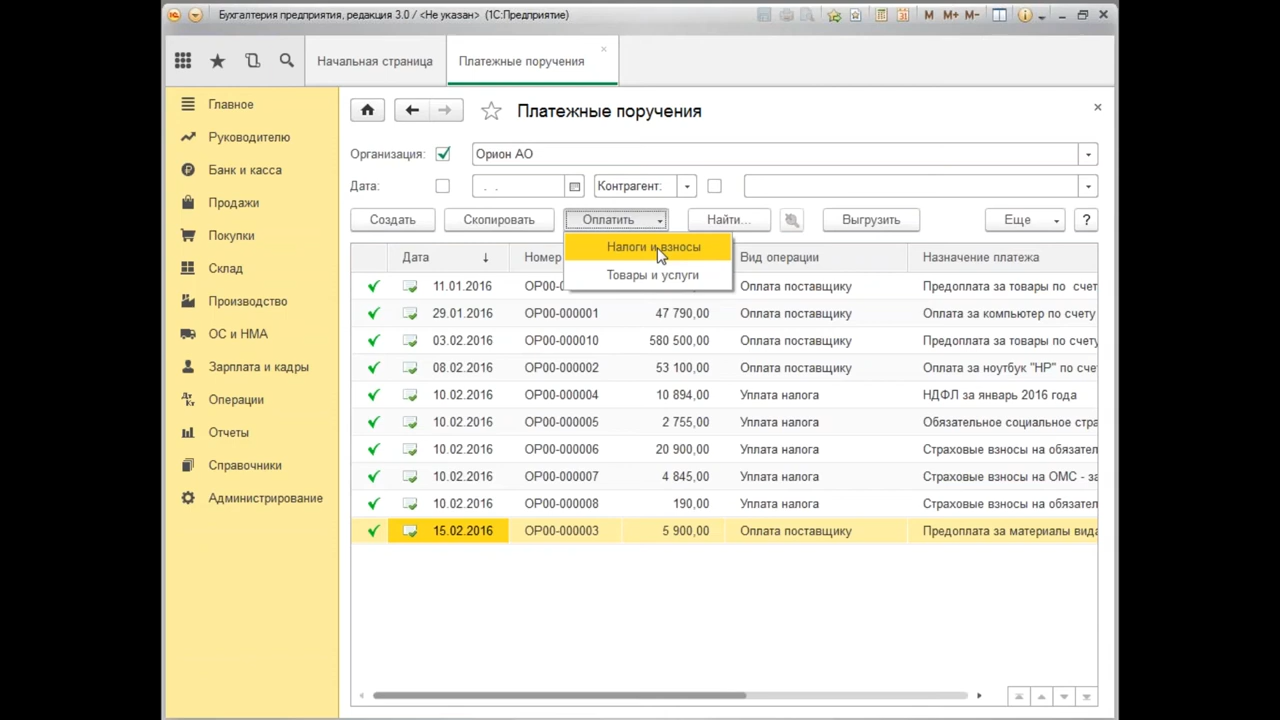 Бухгалтерия предприятия, редакция 3.0 / <Не указан> (1С:Предприятие)
M M+ M-
Начальная страница
Платежные поручения
Главное
Руководителю
Банк и касса
Продажи
Покупки
Склад
Производство
ОС и НМА
Зарплата и кадры
Операции
Отчеты
Справочники
Администрирование
Платежные поручения
Организация: Орион АО
Дата: . . Контрагент:
Создать Скопировать Оплатить Найти... Выгрузить Еще ?
Налоги и взносы
Товары и услуги
Дата Номер Вид операции Назначение платежа
11.01.2016 ОР00-0 Оплата поставщику Предоплата за товары по счет
29.01.2016 ОР00-000001 47 790,00 Оплата поставщику Оплата за компьютер по счету
03.02.2016 ОР00-000010 580 500,00 Оплата поставщику Предоплата за товары по счету
08.02.2016 ОР00-000002 53 100,00 Оплата поставщику Оплата за ноутбук "HP" по сче
10.02.2016 ОР00-000004 10 894,00 Уплата налога НДФЛ за январь 2016 года
10.02.2016 ОР00-000005 2 755,00 Уплата налога Обязательное социальное стра
10.02.2016 ОР00-000006 20 900,00 Уплата налога Страховые взносы на обязател
10.02.2016 ОР00-000007 4 845,00 Уплата налога Страховые взносы на ОМС - за
10.02.2016 ОР00-000008 190,00 Уплата налога Страховые взносы на обязател
15.02.2016 ОР00-000003 5 900,00 Оплата поставщику Предоплата за материалы вида